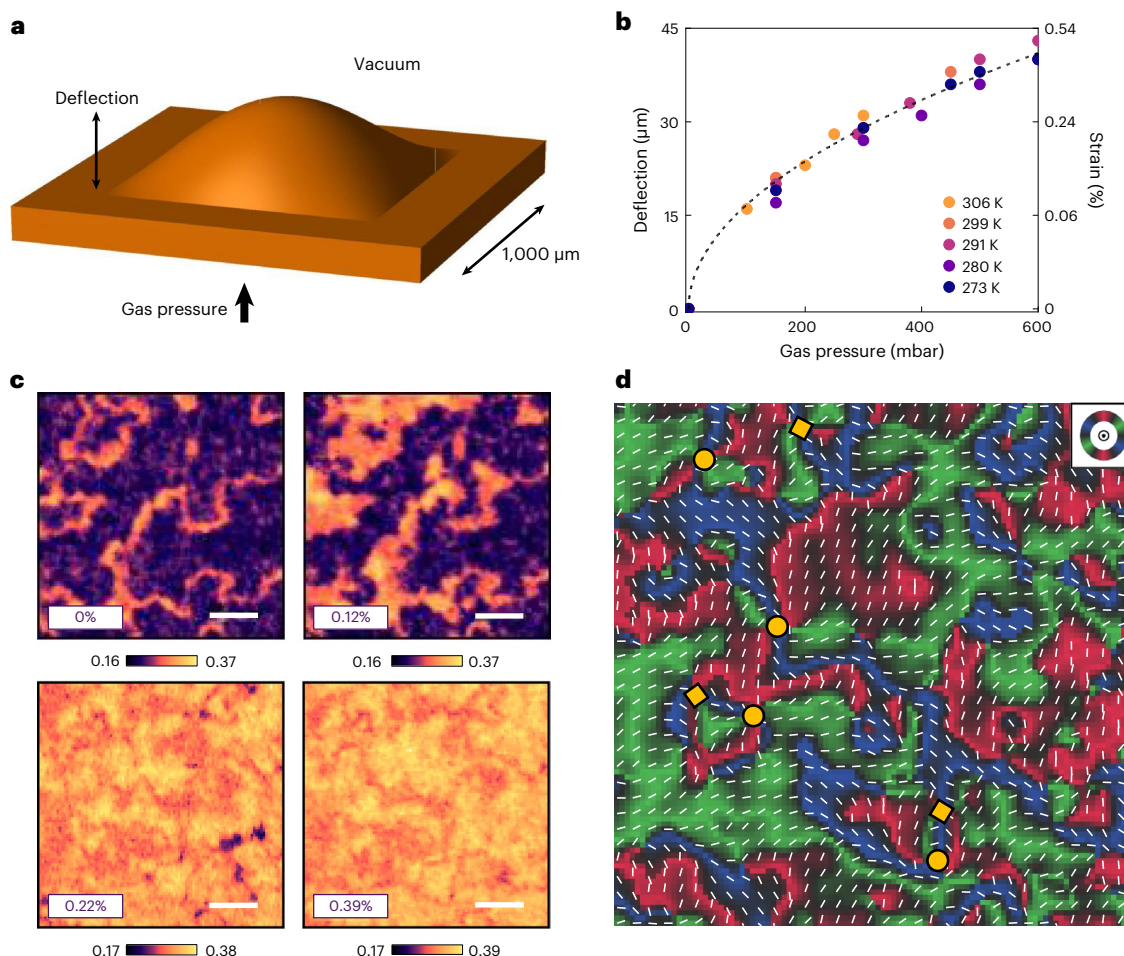 a
Vacuum
Deflection
1,000 µm
Gas pressure
b
45
30
15
0
Deflection (µm)
0.54
0.24
0.06
0
Strain (%)
306 K
299 K
291 K
280 K
273 K
0
200
400
600
Gas pressure (mbar)
c
0%
0.12%
0.16
0.37
0.16
0.37
0.22%
0.39%
0.17
0.38
0.17
0.39
d